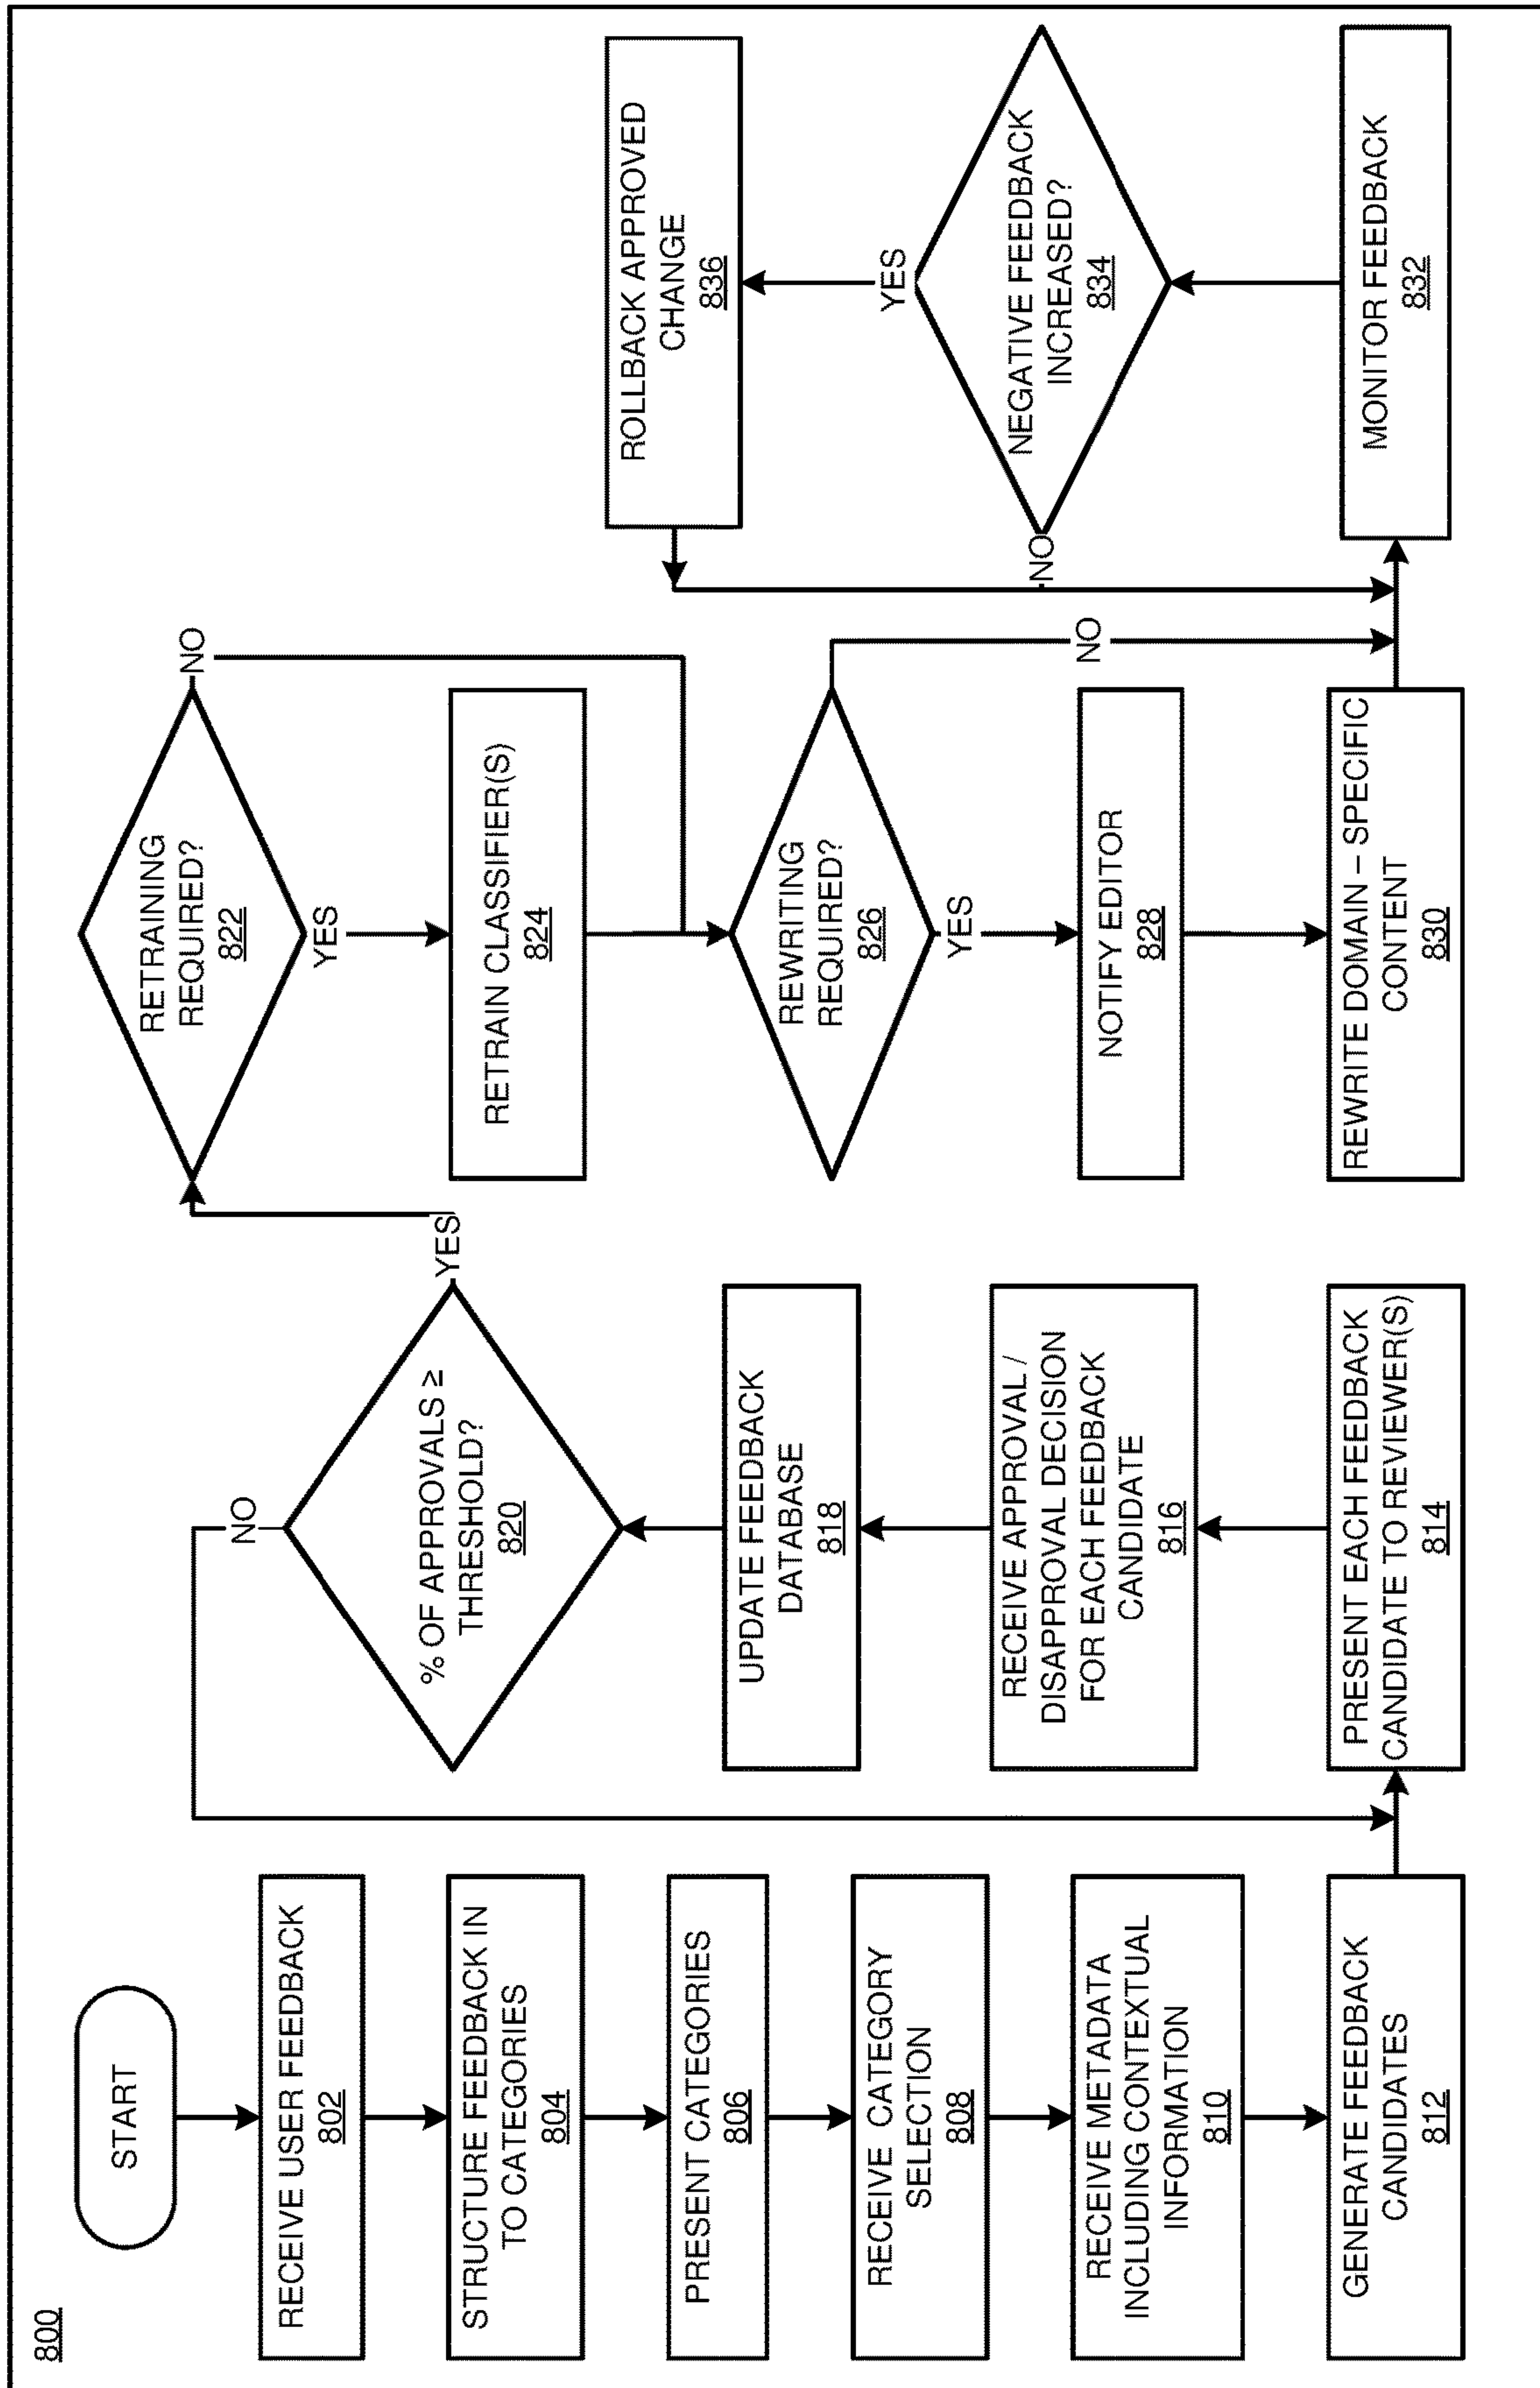 800
START
RECEIVE USER FEEDBACK
802
STRUCTURE FEEDBACK IN
TO CATEGORIES
804
PRESENT CATEGORIES
806
RECEIVE CATEGORY
SELECTION
808
RECEIVE METADATA
INCLUDING CONTEXTUAL
INFORMATION
810
GENERATE FEEDBACK
CANDIDATES
812
PRESENT EACH FEEDBACK
CANDIDATE TO REVIEWER(S)
814
RECEIVE APPROVAL /
DISAPPROVAL DECISION
FOR EACH FEEDBACK
CANDIDATE
816
UPDATE FEEDBACK
DATABASE
818
% OF APPROVALS ≥
THRESHOLD?
820
NO
YES
RETRAINING
REQUIRED?
822
NO
YES
RETRAIN CLASSIFIER(S)
824
REWRITING
REQUIRED?
826
NO
YES
NOTIFY EDITOR
828
REWRITE DOMAIN – SPECIFIC
CONTENT
830
MONITOR FEEDBACK
832
NEGATIVE FEEDBACK
INCREASED?
834
NO
YES
ROLLBACK APPROVED
CHANGE
836